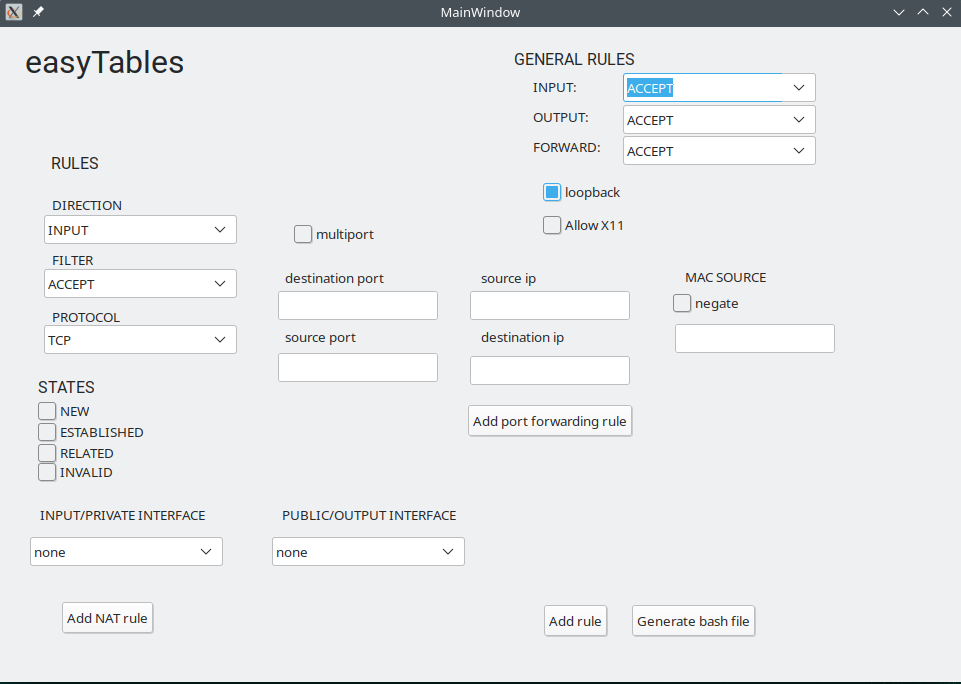 MainWindow
easyTables
GENERAL RULES
INPUT:
ACCEPT
OUTPUT:
ACCEPT
FORWARD:
ACCEPT
loopback
Allow X11
RULES
DIRECTION
INPUT
multiport
FILTER
ACCEPT
destination port
source ip
MAC SOURCE
negate
PROTOCOL
TCP
source port
destination ip
STATES
NEW
ESTABLISHED
RELATED
INVALID
Add port forwarding rule
INPUT/PRIVATE INTERFACE
PUBLIC/OUTPUT INTERFACE
none
none
Add NAT rule
Add rule
Generate bash file